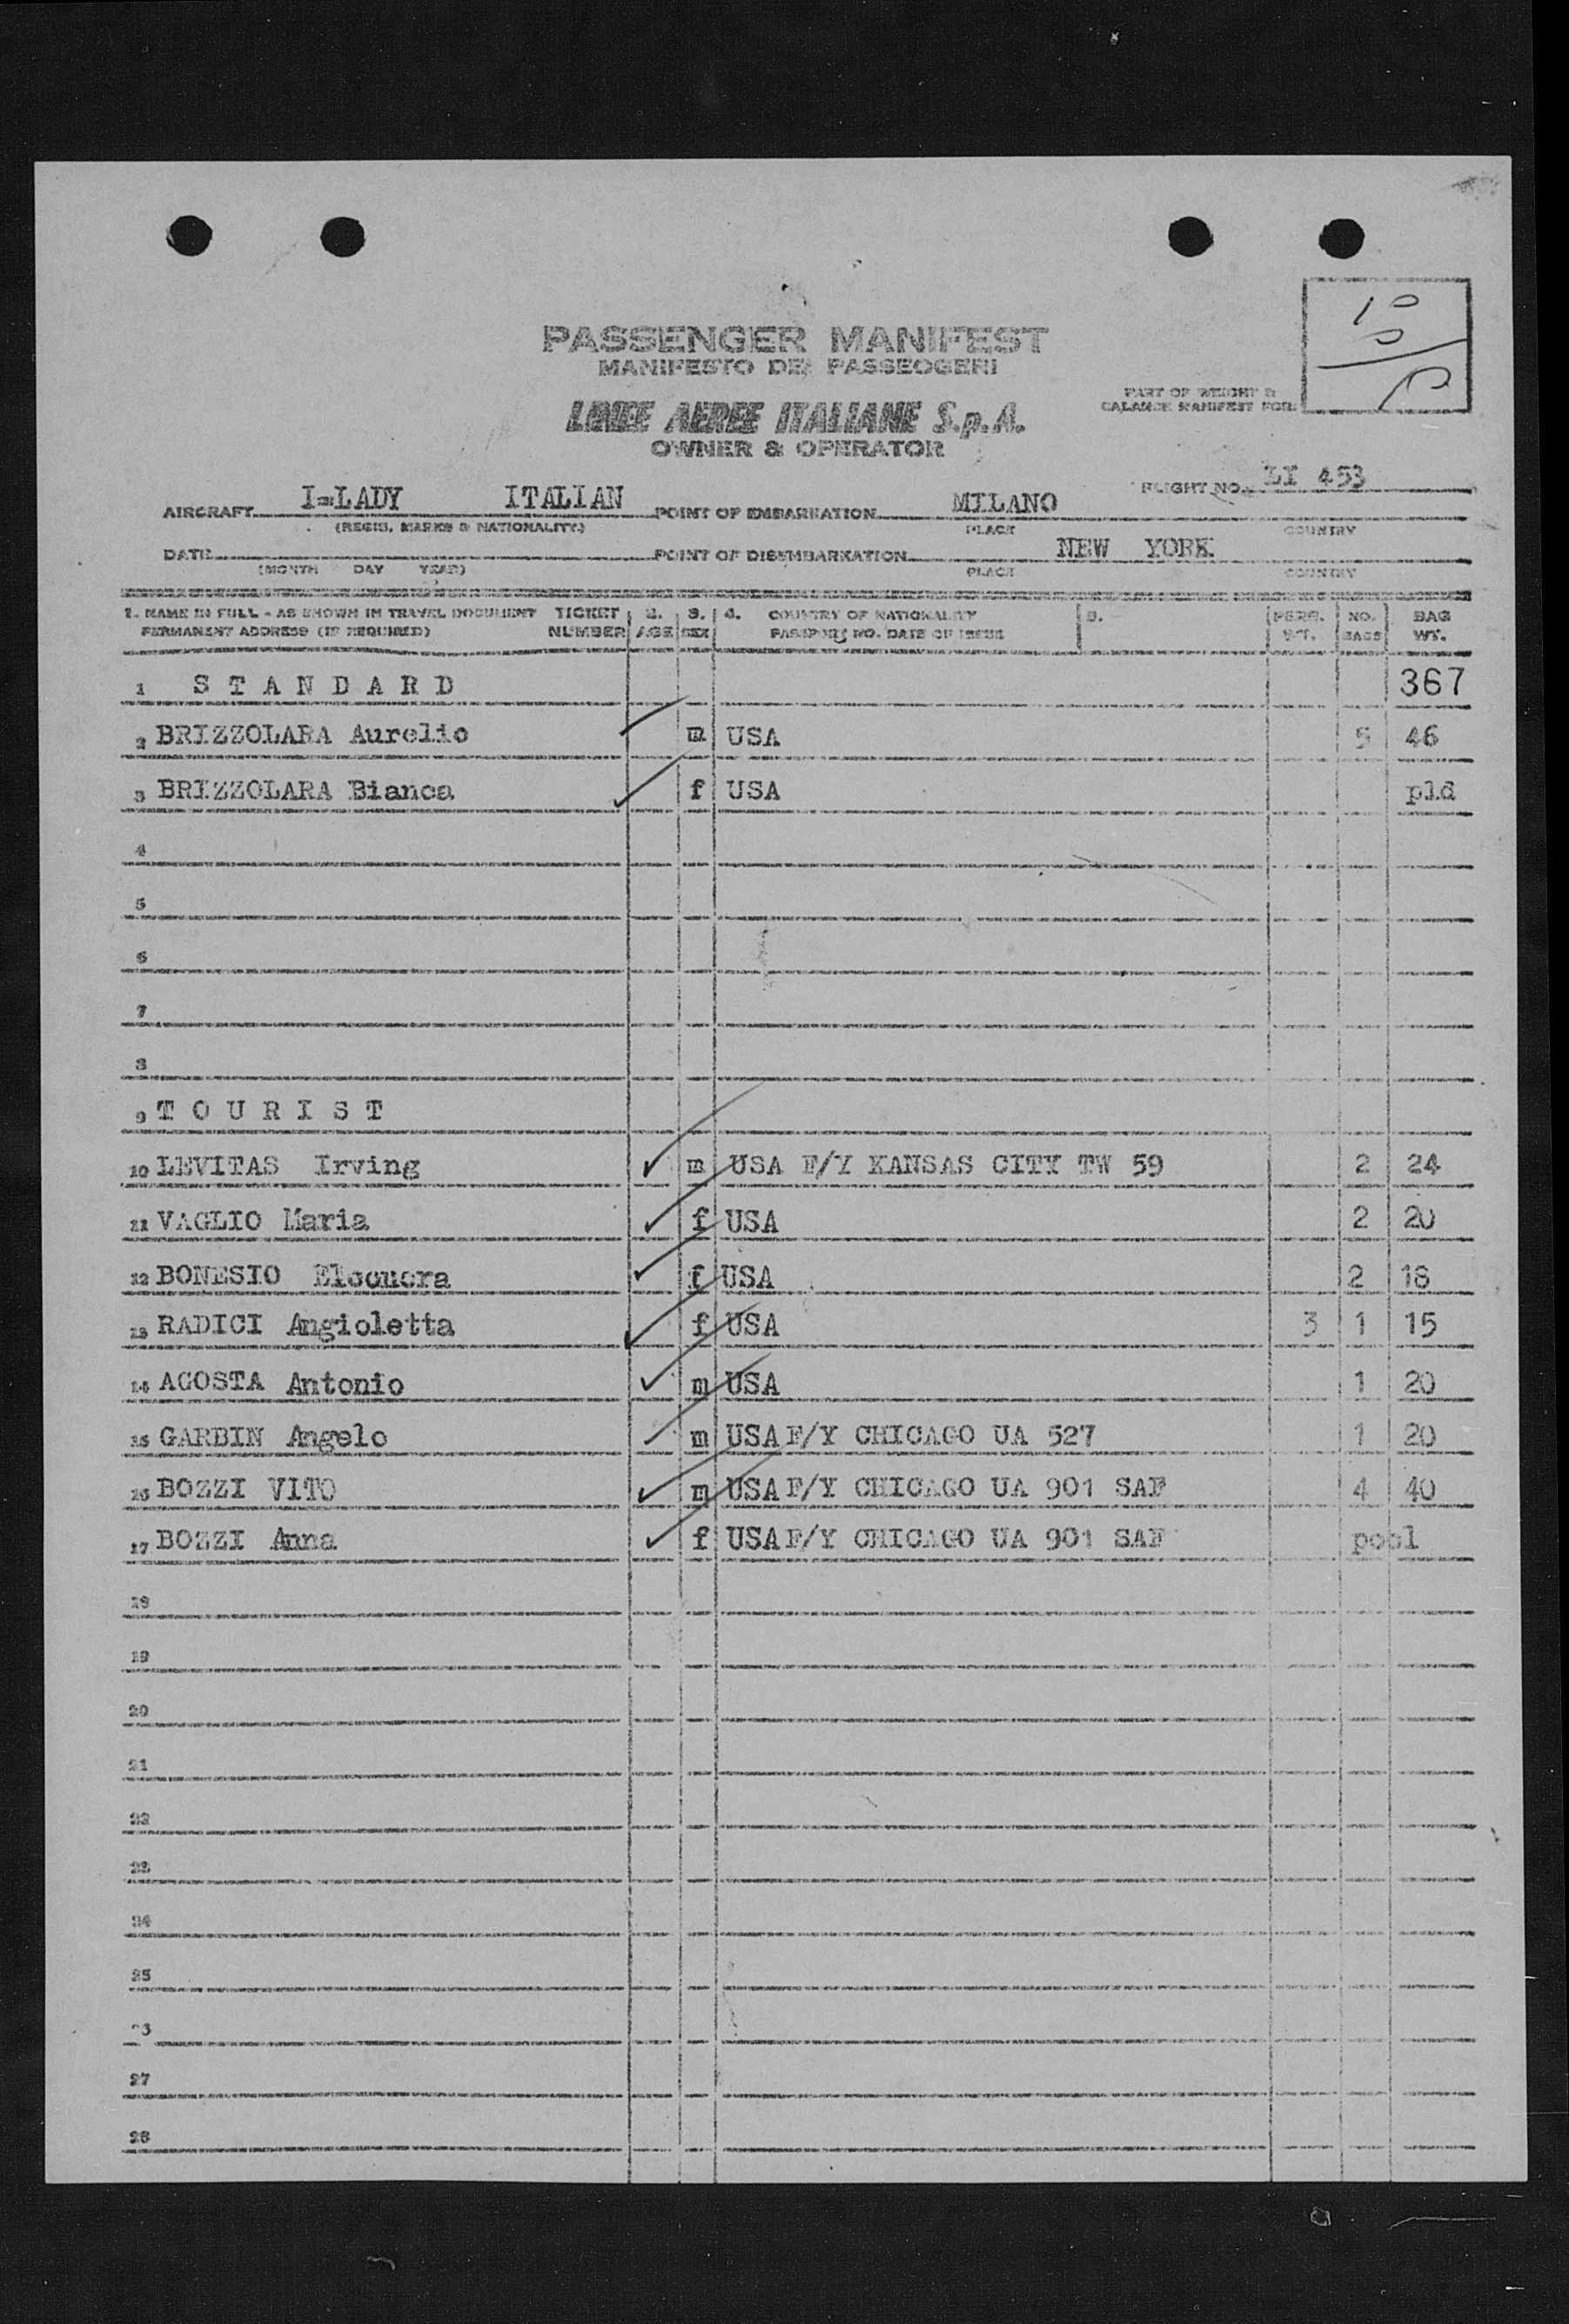 PASSENGER MANIFEST
MANIFESTO DEI PASSEGGERI
LINEE AEREE ITALIANE S.p.A.
OWNER & OPERATOR
PART OF WEIGHT &
BALANCE MANIFEST FOR:
10
FLIGHT NO. LI 453
AIRCRAFT I-LADY ITALIAN POINT OF EMBARKATION MILANO
(REGIS. MARKS & NATIONALITY) PLACE COUNTRY
DATE POINT OF DISEMBARKATION NEW YORK
(MONTH DAY YEAR) PLACE COUNTRY
1. NAME IN FULL - AS SHOWN IN TRAVEL DOCUMENT TICKET 2. 3. 4. COUNTRY OF NATIONALITY 5. PERS. NO. BAG
PERMANENT ADDRESS (IF REQUIRED) NUMBER AGE SEX PASSPORT NO. DATE OF ISSUE WT. BAGS WT.
1 STANDARD 367
2 BRIZZOLARA Aurelio m USA 5 46
3 BRIZZOLARA Bianca f USA pld
4
5
6
7
8
9 TOURIST
10 LEVITAS Irving m USA F/Y KANSAS CITY TW 59 2 24
11 VAGLIO Maria f USA 2 20
12 BONESIO Eleonora f USA 2 18
13 RADICI Angioletta f USA 3 1 15
14 ACOSTA Antonio m USA 1 20
15 GARBIN Angelo m USA F/Y CHICAGO UA 527 1 20
16 BOZZI VITO m USA F/Y CHICAGO UA 901 SAF 4 40
17 BOZZI Anna f USA F/Y CHICAGO UA 901 SAF pool
18
19
20
21
22
23
24
25
26
27
28